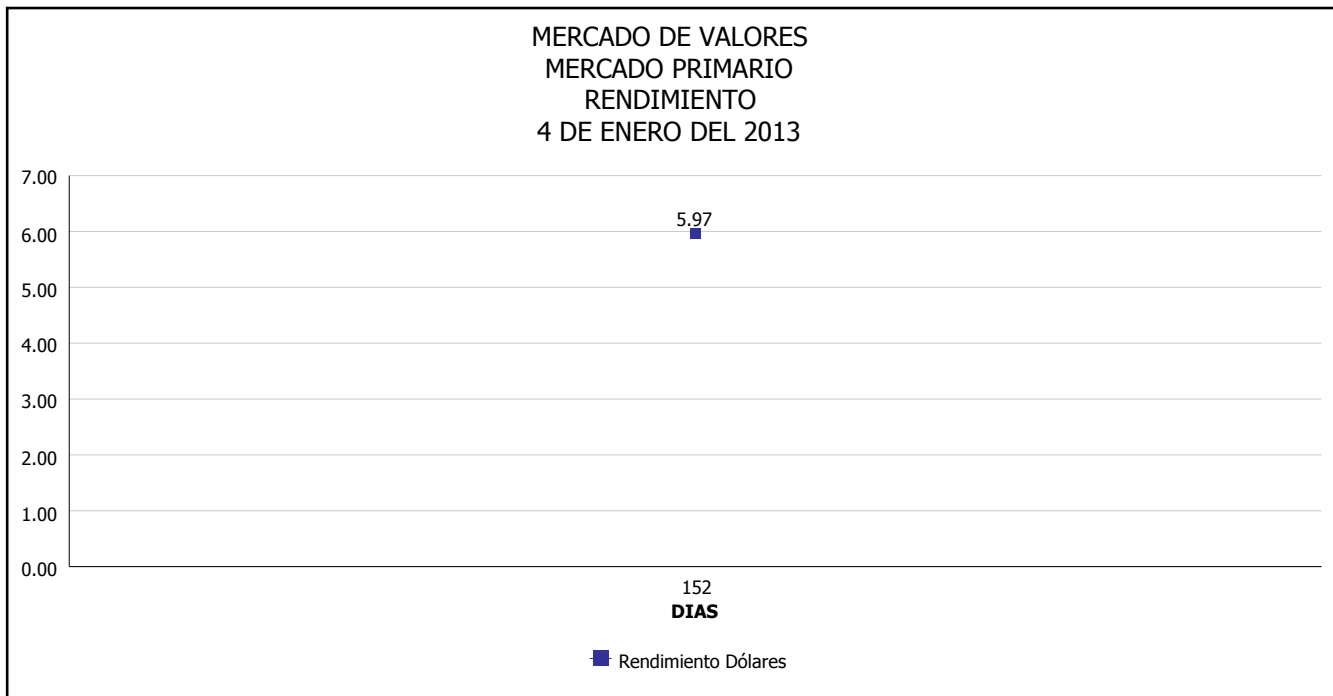 MERCADO DE VALORES
MERCADO PRIMARIO
RENDIMIENTO
4 DE ENERO DEL 2013
7.00
5.97
6.00
5.00
4.00
3.00
2.00
1.00
0.00
152
DIAS
Rendimiento Dólares